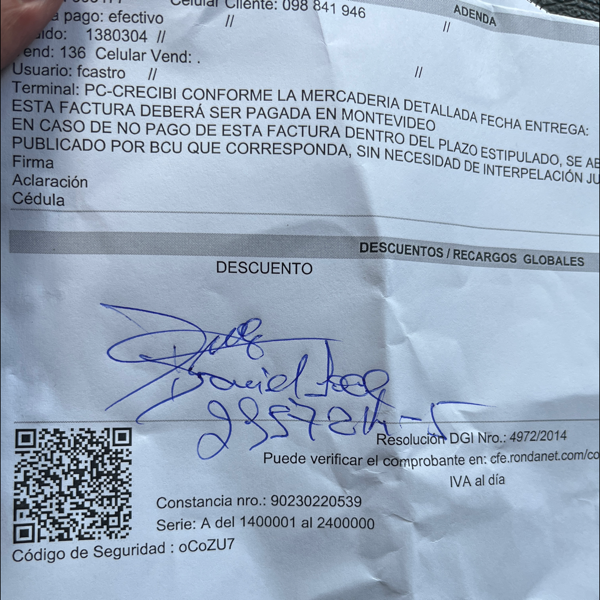 Celular Cliente: 098 841 946
ADENDA
a pago: efectivo // //
ido: 1380304 //
end: 136 Celular Vend: .
Usuario: fcastro // //
Terminal: PC-CRECIBI CONFORME LA MERCADERIA DETALLADA FECHA ENTREGA:
ESTA FACTURA DEBERÁ SER PAGADA EN MONTEVIDEO
EN CASO DE NO PAGO DE ESTA FACTURA DENTRO DEL PLAZO ESTIPULADO, SE
PUBLICADO POR BCU QUE CORRESPONDA, SIN NECESIDAD DE INTERPELACIÓN
Firma
Aclaración
Cédula
DESCUENTOS / RECARGOS GLOBALES
DESCUENTO
Daniel
Resolución DGI Nro.: 4972/2014
Puede verificar el comprobante en: cfe.rondanet.com/co
IVA al día
Constancia nro.: 90230220539
Serie: A del 1400001 al 2400000
Código de Seguridad : oCoZU7